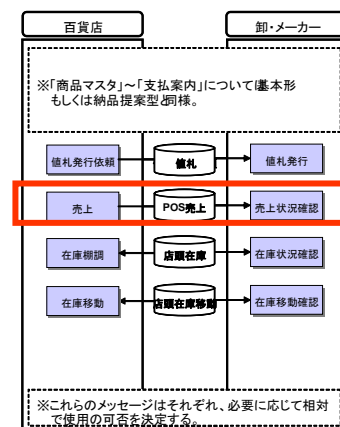 百貨店
卸・メーカー
※「商品マスタ」～「支払案内」については基本形
もしくは納品提案型と同様。
値札発行依頼
値札
値札発行
売上
POS売上
売上状況確認
在庫棚調
店頭在庫
在庫状況確認
在庫移動
店頭在庫移動
在庫移動確認
※これらのメッセージはそれぞれ、必要に応じて相対
で使用の可否を決定する。